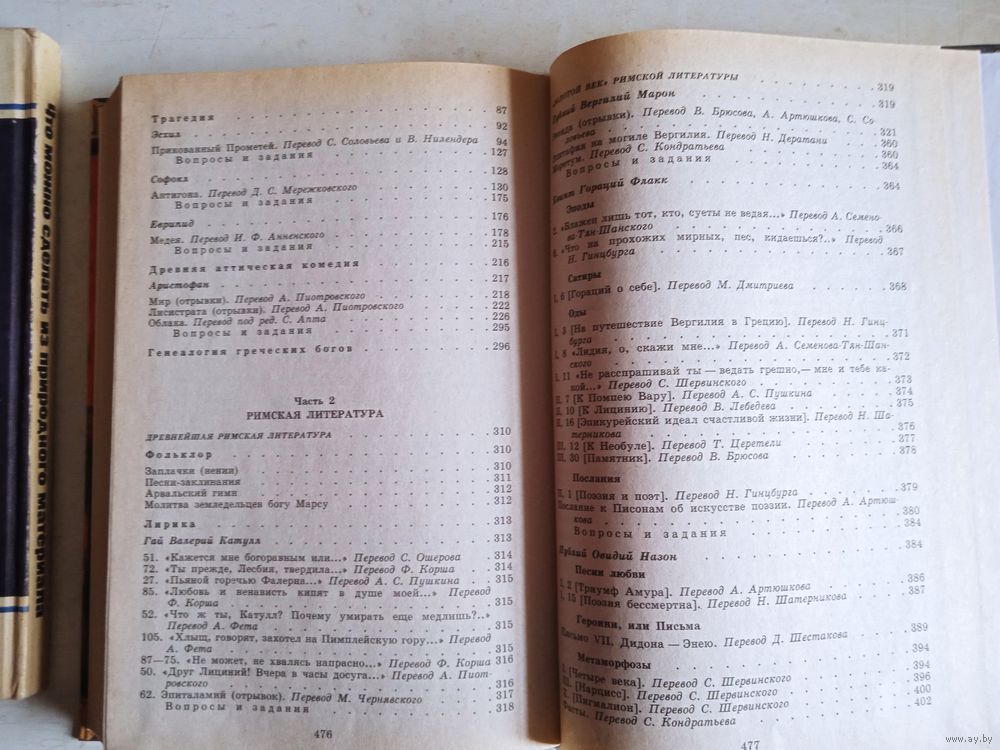 что можно сделать из природного материала
Трагедия 87
Эсхил 92
Прикованный Прометей. Перевод С. Соловьева и В. Нилендера 94
Вопросы и задания 127
Софокл 128
Антигона. Перевод Д. С. Мережковского 130
Вопросы и задания 175
Еврипид 176
Медея. Перевод И. Ф. Анненского 178
Вопросы и задания 215
Древняя аттическая комедия 216
Аристофан 217
Мир (отрывки). Перевод А. Пиотровского 218
Лисистрата (отрывки). Перевод А. Пиотровского 222
Облака. Перевод под ред. С. Апта 226
Вопросы и задания 295
Генеалогия греческих богов 296
Часть 2
РИМСКАЯ ЛИТЕРАТУРА
ДРЕВНЕЙШАЯ РИМСКАЯ ЛИТЕРАТУРА 310
Фольклор 310
Заплачки (нении) 310
Песни-заклинания 311
Арвальский гимн 312
Молитва земледельцев богу Марсу 312
Лирика 313
Гай Валерий Катулл 313
51. «Кажется мне богоравным или...» Перевод С. Ошерова 314
72. «Ты прежде, Лесбия, твердила...» Перевод Ф. Корша 314
27. «Пьяной горечью Фалерна...» Перевод А. С. Пушкина 315
85. «Любовь и ненависть кипят в душе моей...» Перевод
Ф. Корша 315
52. «Что ж ты, Катулл? Почему умирать еще медлишь?..»
Перевод А. Фета 315
105. «Хлыщ, говорят, захотел на Пимплейскую гору...» Перевод
А. Фета 315
87—75. «Не может, не хвалясь напрасно...» Перевод Ф. Корша 316
50. «Друг Лициний! Вчера в часы досуга...» Перевод А. Пиот-
ровского 316
62. Эпиталамий (отрывок). Перевод М. Чернявского 317
Вопросы и задания 318
476
«ЗОЛОТОЙ ВЕК» РИМСКОЙ ЛИТЕРАТУРЫ 319
Публий Вергилий Марон 319
(отрывки). Перевод В. Брюсова, А. Артюшкова, С. Со-
ловьева 321
Эпитафия на могиле Вергилия. Перевод Н. Дератани 360
Моретум. Перевод С. Кондратьева 360
Вопросы и задания 364
Квинт Гораций Флакк 364
Эподы
2. «Блажен лишь тот, кто, суеты не ведая...» Перевод А. Семено-
ва-Тян-Шанского 366
6. «Что на прохожих мирных, пес, кидаешься?..» Перевод
Н. Гинцбурга 367
Сатиры
I, 6 [Гораций о себе]. Перевод М. Дмитриева 368
Оды
I, 3 [На путешествие Вергилия в Грецию]. Перевод Н. Гинц-
бурга 371
I, 8 «Лидия, о, скажи мне...» Перевод А. Семенова-Тян-Шан-
ского 372
I, 11 «Не расспрашивай ты — ведать грешно,— мне и тебе ка-
кой...» Перевод С. Шервинского 373
II, 7 [К Помпею Вару]. Перевод А. С. Пушкина 374
II, 10 [К Лицинию]. Перевод В. Лебедева 375
II, 16 [Эпикурейский идеал счастливой жизни]. Перевод Н. Ша-
терникова 376
III, 12 [К Необуле]. Перевод Т. Церетели 377
III, 30 [Памятник]. Перевод В. Брюсова 378
Послания
II, 1 [Поэзия и поэт]. Перевод Н. Гинцбурга 379
Послание к Писонам об искусстве поэзии. Перевод А. Артюш-
кова 380
Вопросы и задания 384
Публий Овидий Назон 384
Песни любви
I, 2 [Триумф Амура]. Перевод А. Артюшкова 386
I, 15 [Поэзия бессмертна]. Перевод Н. Шатерникова 387
Героини, или Письма
Письмо VII, Дидона — Энею. Перевод Д. Шестакова 389
Метаморфозы 394
I. [Четыре века]. Перевод С. Шервинского 394
III. [Нарцисс]. Перевод С. Шервинского 396
X. [Пигмалион]. Перевод С. Шервинского 400
Фасты. Перевод С. Кондратьева 402
477
www.ay.by